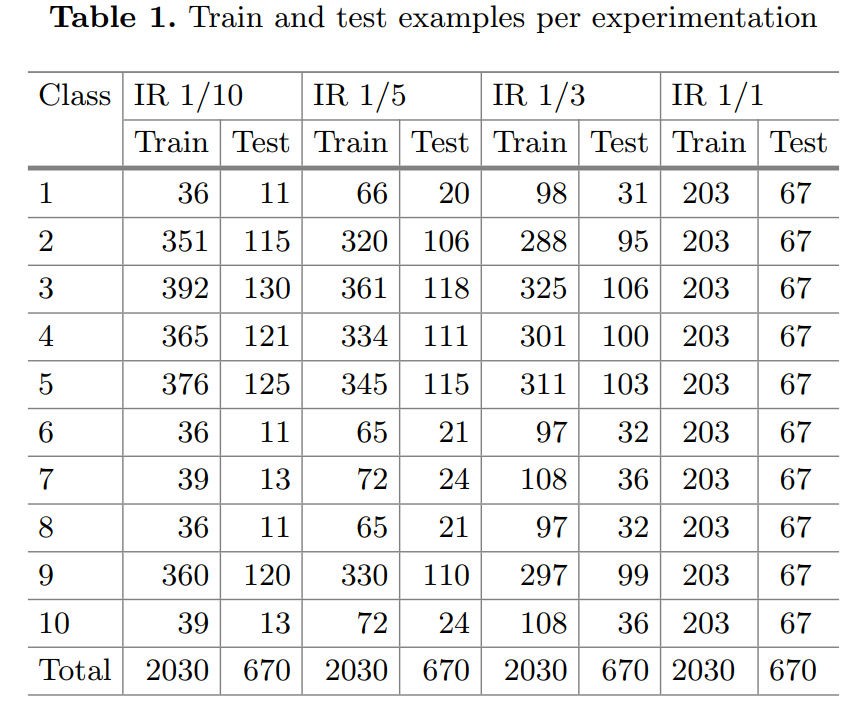 Table 1. Train and test examples per experimentation
Class IR 1/10 IR 1/5 IR 1/3 IR 1/1
Train Test Train Test Train Test Train Test
1 36 11 66 20 98 31 203 67
2 351 115 320 106 288 95 203 67
3 392 130 361 118 325 106 203 67
4 365 121 334 111 301 100 203 67
5 376 125 345 115 311 103 203 67
6 36 11 65 21 97 32 203 67
7 39 13 72 24 108 36 203 67
8 36 11 65 21 97 32 203 67
9 360 120 330 110 297 99 203 67
10 39 13 72 24 108 36 203 67
Total 2030 670 2030 670 2030 670 2030 670